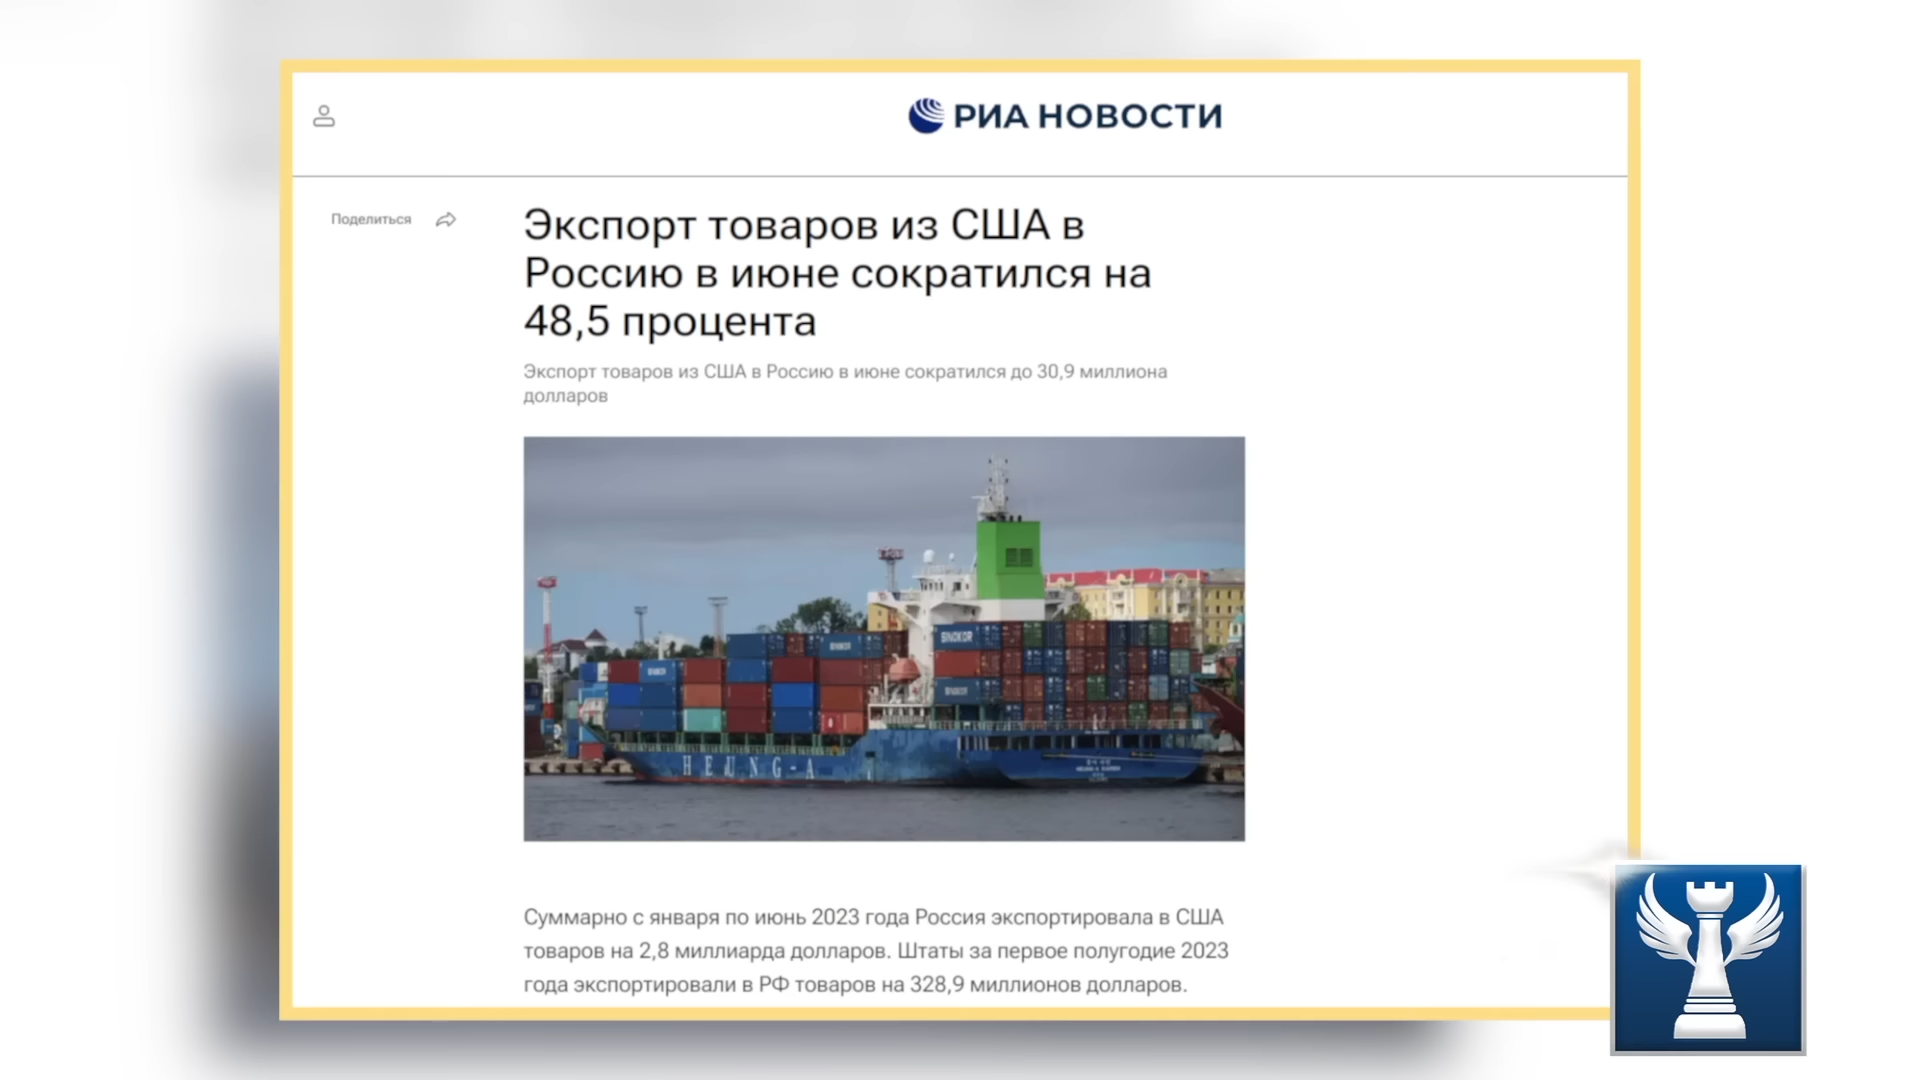 РИА НОВОСТИ
Поделиться
Экспорт товаров из США в
Россию в июне сократился на
48,5 процента
Экспорт товаров из США в Россию в июне сократился до 30,9 миллиона
долларов
SINOKOR
HEUNG-A
Суммарно с января по июнь 2023 года Россия экспортировала в США
товаров на 2,8 миллиарда долларов. Штаты за первое полугодие 2023
года экспортировали в РФ товаров на 328,9 миллионов долларов.